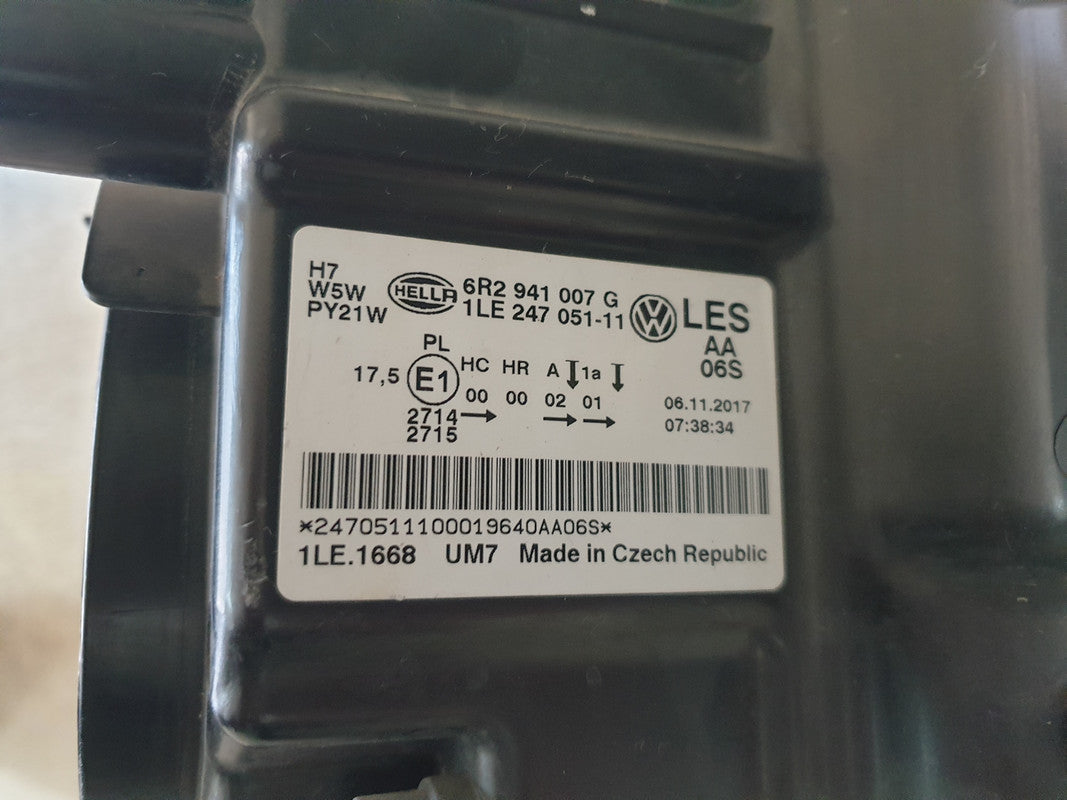 H7
W5W
PY21W
HELLA
6R2 941 007 G
1LE 247 051-11
VW
LES
AA
06S
PL
17,5 E1 HC HR A 1a
00 00 02 01
2714 →
2715 → →
06.11.2017
07:38:34
*2470511100019640AA06S*
1LE.1668 UM7 Made in Czech Republic